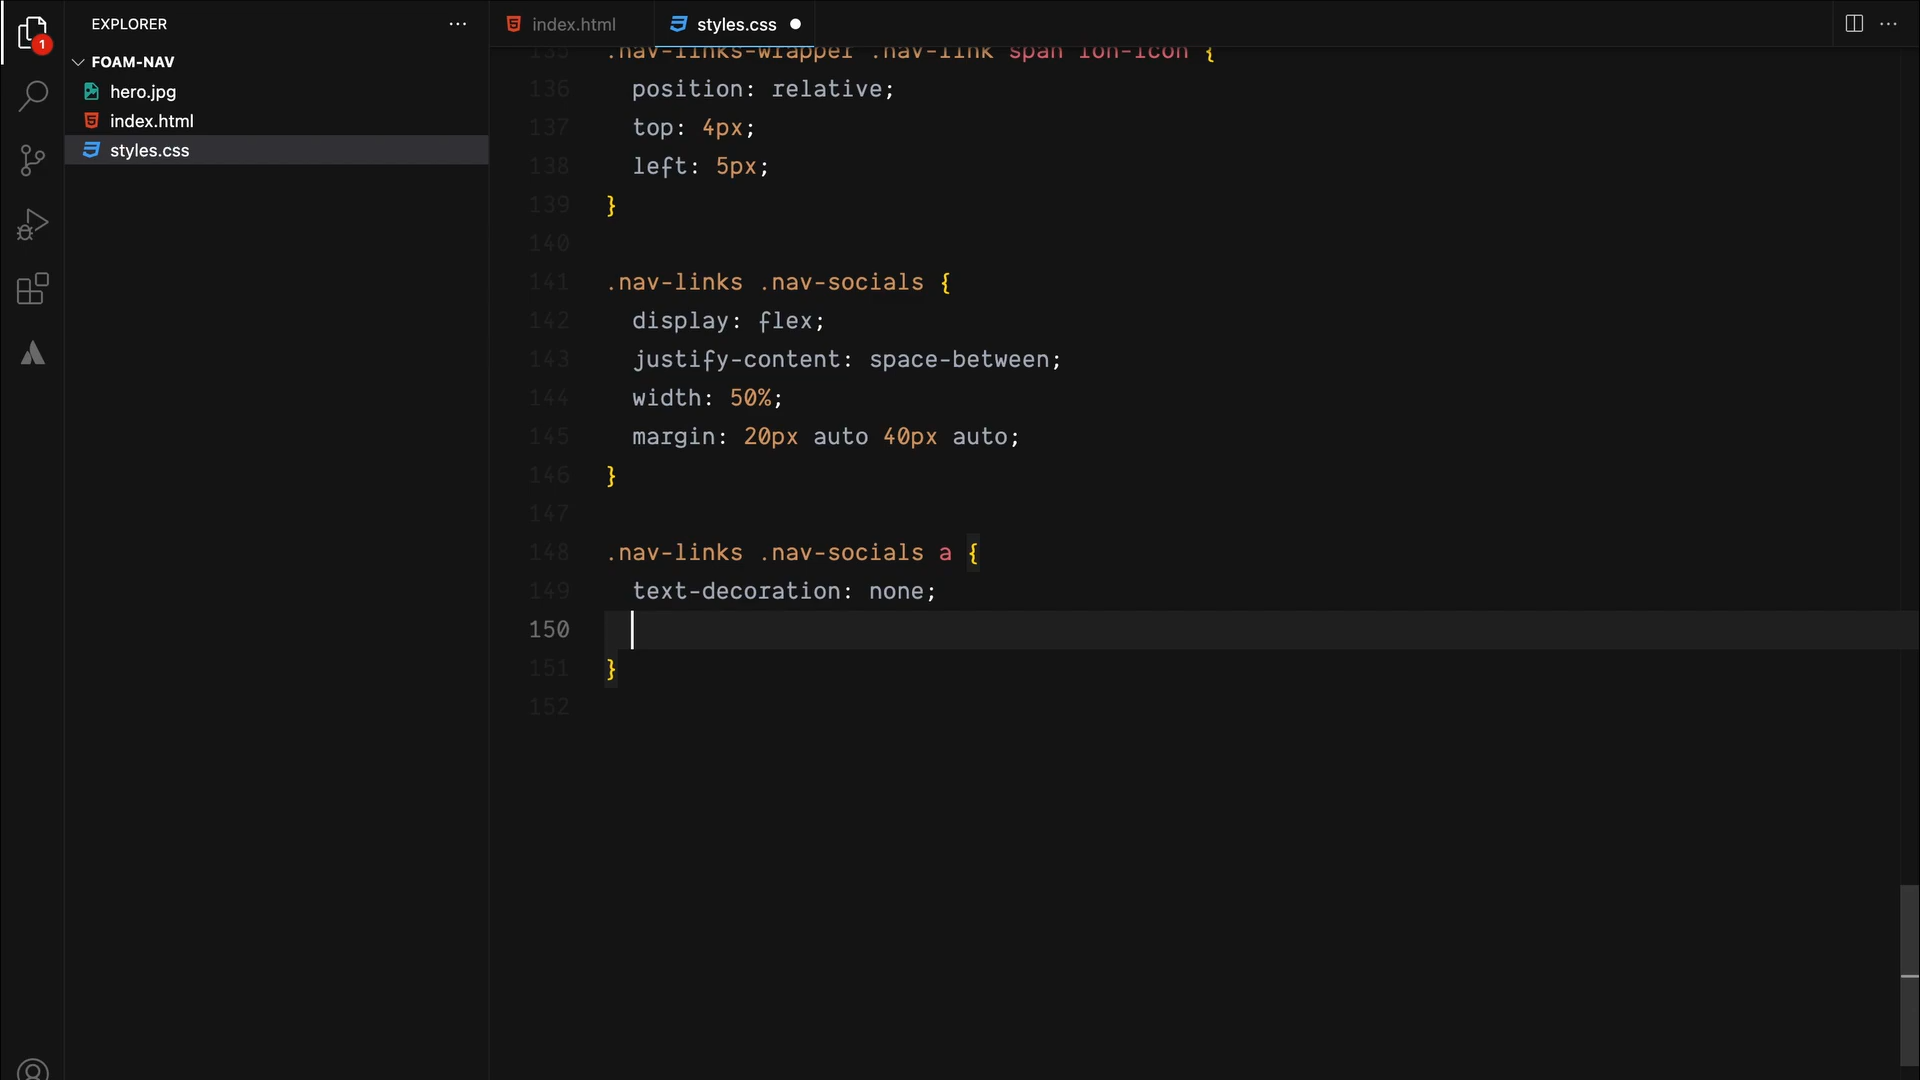 EXPLORER
index.html
styles.css
1
FOAM-NAV
hero.jpg
index.html
styles.css
135 .nav-links-wrapper .nav-link span ion-icon {
136 position: relative;
137 top: 4px;
138 left: 5px;
139 }
140
141 .nav-links .nav-socials {
142 display: flex;
143 justify-content: space-between;
144 width: 50%;
145 margin: 20px auto 40px auto;
146 }
147
148 .nav-links .nav-socials a {
149 text-decoration: none;
150
151 }
152